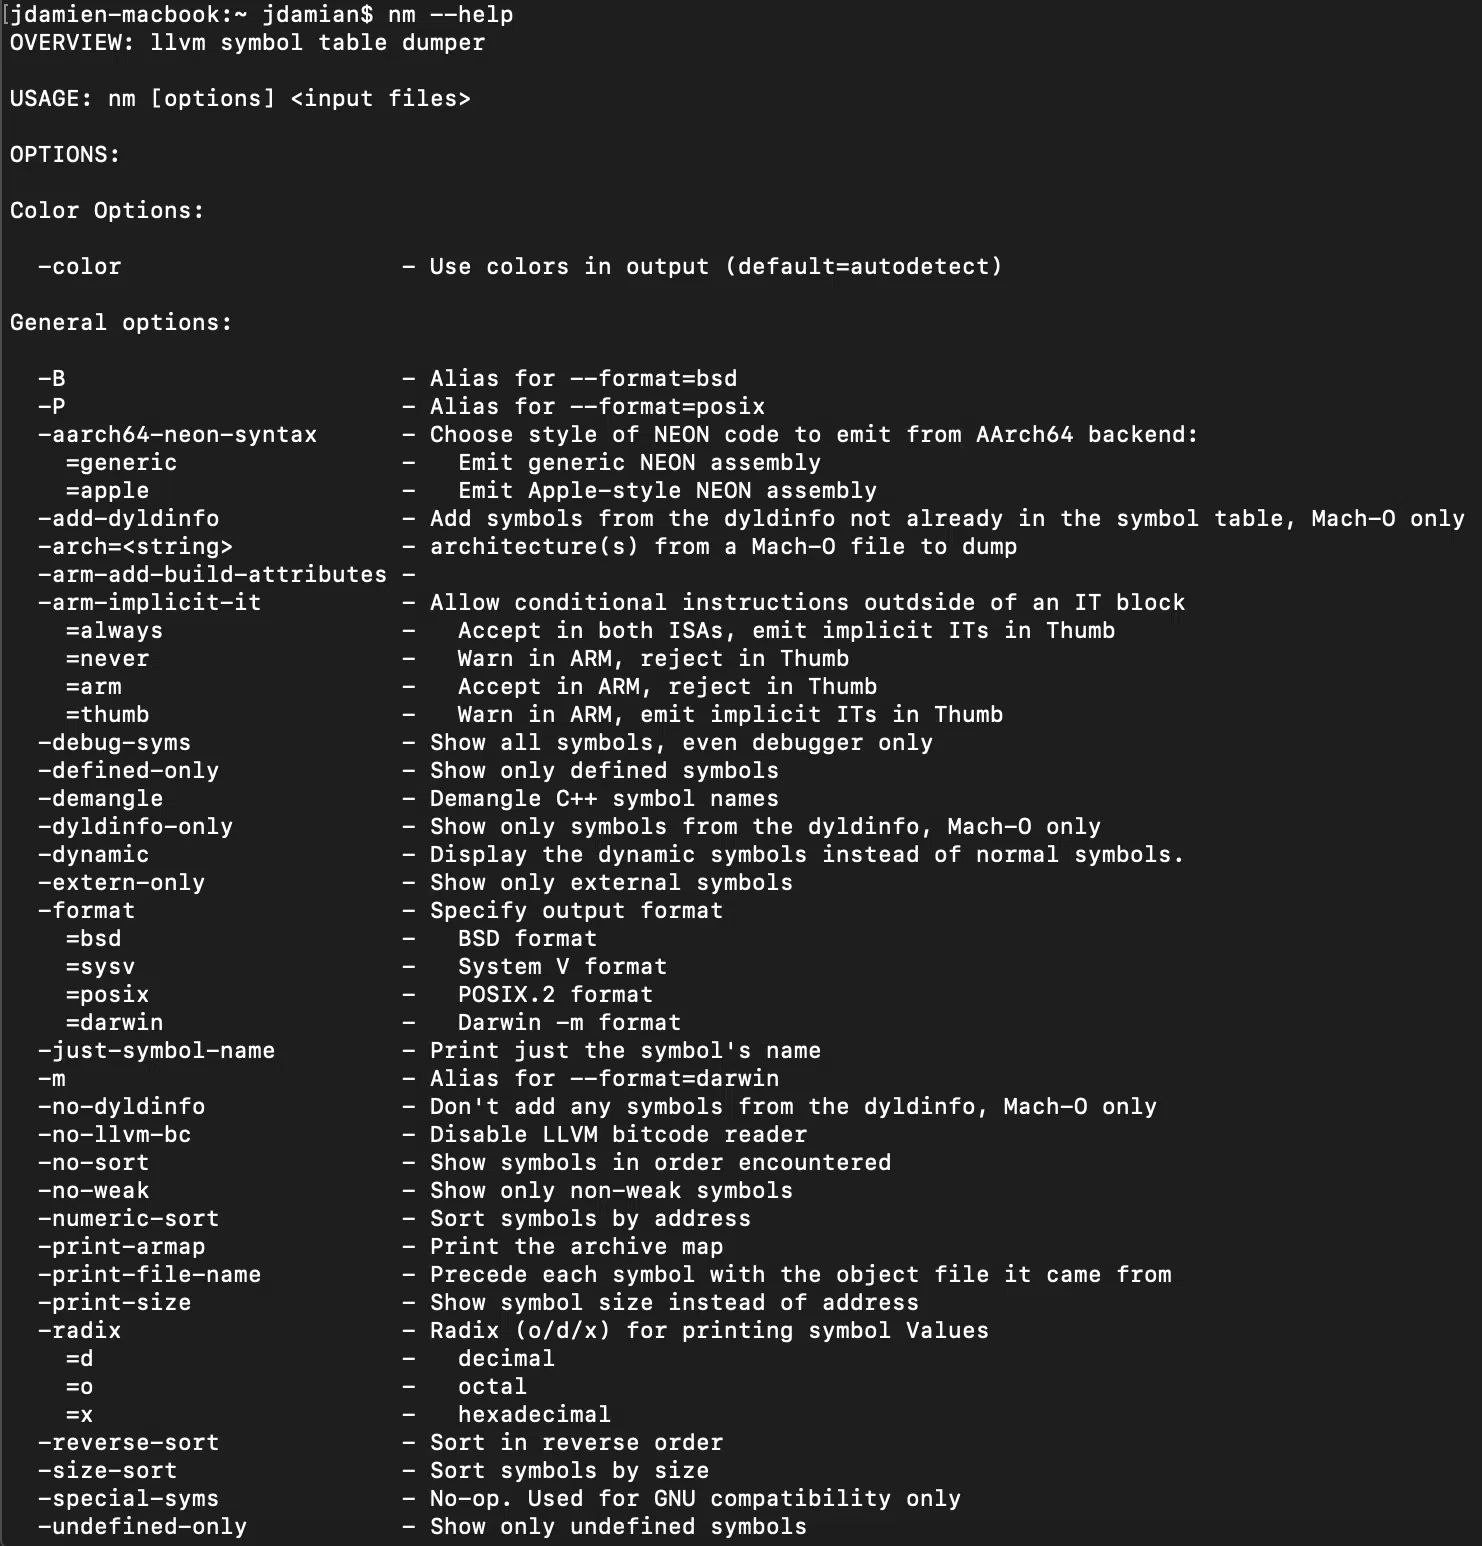 [jdamien-macbook:~ jdamian$ nm --help
OVERVIEW: llvm symbol table dumper
USAGE: nm [options] <input files>
OPTIONS:
Color Options:
-color - Use colors in output (default=autodetect)
General options:
-B - Alias for --format=bsd
-P - Alias for --format=posix
-aarch64-neon-syntax - Choose style of NEON code to emit from AArch64 backend:
=generic - Emit generic NEON assembly
=apple - Emit Apple-style NEON assembly
-add-dyldinfo - Add symbols from the dyldinfo not already in the symbol table, Mach-O only
-arch=<string> - architecture(s) from a Mach-O file to dump
-arm-add-build-attributes -
-arm-implicit-it - Allow conditional instructions outdside of an IT block
=always - Accept in both ISAs, emit implicit ITs in Thumb
=never - Warn in ARM, reject in Thumb
=arm - Accept in ARM, reject in Thumb
=thumb - Warn in ARM, emit implicit ITs in Thumb
-debug-syms - Show all symbols, even debugger only
-defined-only - Show only defined symbols
-demangle - Demangle C++ symbol names
-dyldinfo-only - Show only symbols from the dyldinfo, Mach-O only
-dynamic - Display the dynamic symbols instead of normal symbols.
-extern-only - Show only external symbols
-format - Specify output format
=bsd - BSD format
=sysv - System V format
=posix - POSIX.2 format
=darwin - Darwin -m format
-just-symbol-name - Print just the symbol's name
-m - Alias for --format=darwin
-no-dyldinfo - Don't add any symbols from the dyldinfo, Mach-O only
-no-llvm-bc - Disable LLVM bitcode reader
-no-sort - Show symbols in order encountered
-no-weak - Show only non-weak symbols
-numeric-sort - Sort symbols by address
-print-armap - Print the archive map
-print-file-name - Precede each symbol with the object file it came from
-print-size - Show symbol size instead of address
-radix - Radix (o/d/x) for printing symbol Values
=d - decimal
=o - octal
=x - hexadecimal
-reverse-sort - Sort in reverse order
-size-sort - Sort symbols by size
-special-syms - No-op. Used for GNU compatibility only
-undefined-only - Show only undefined symbols